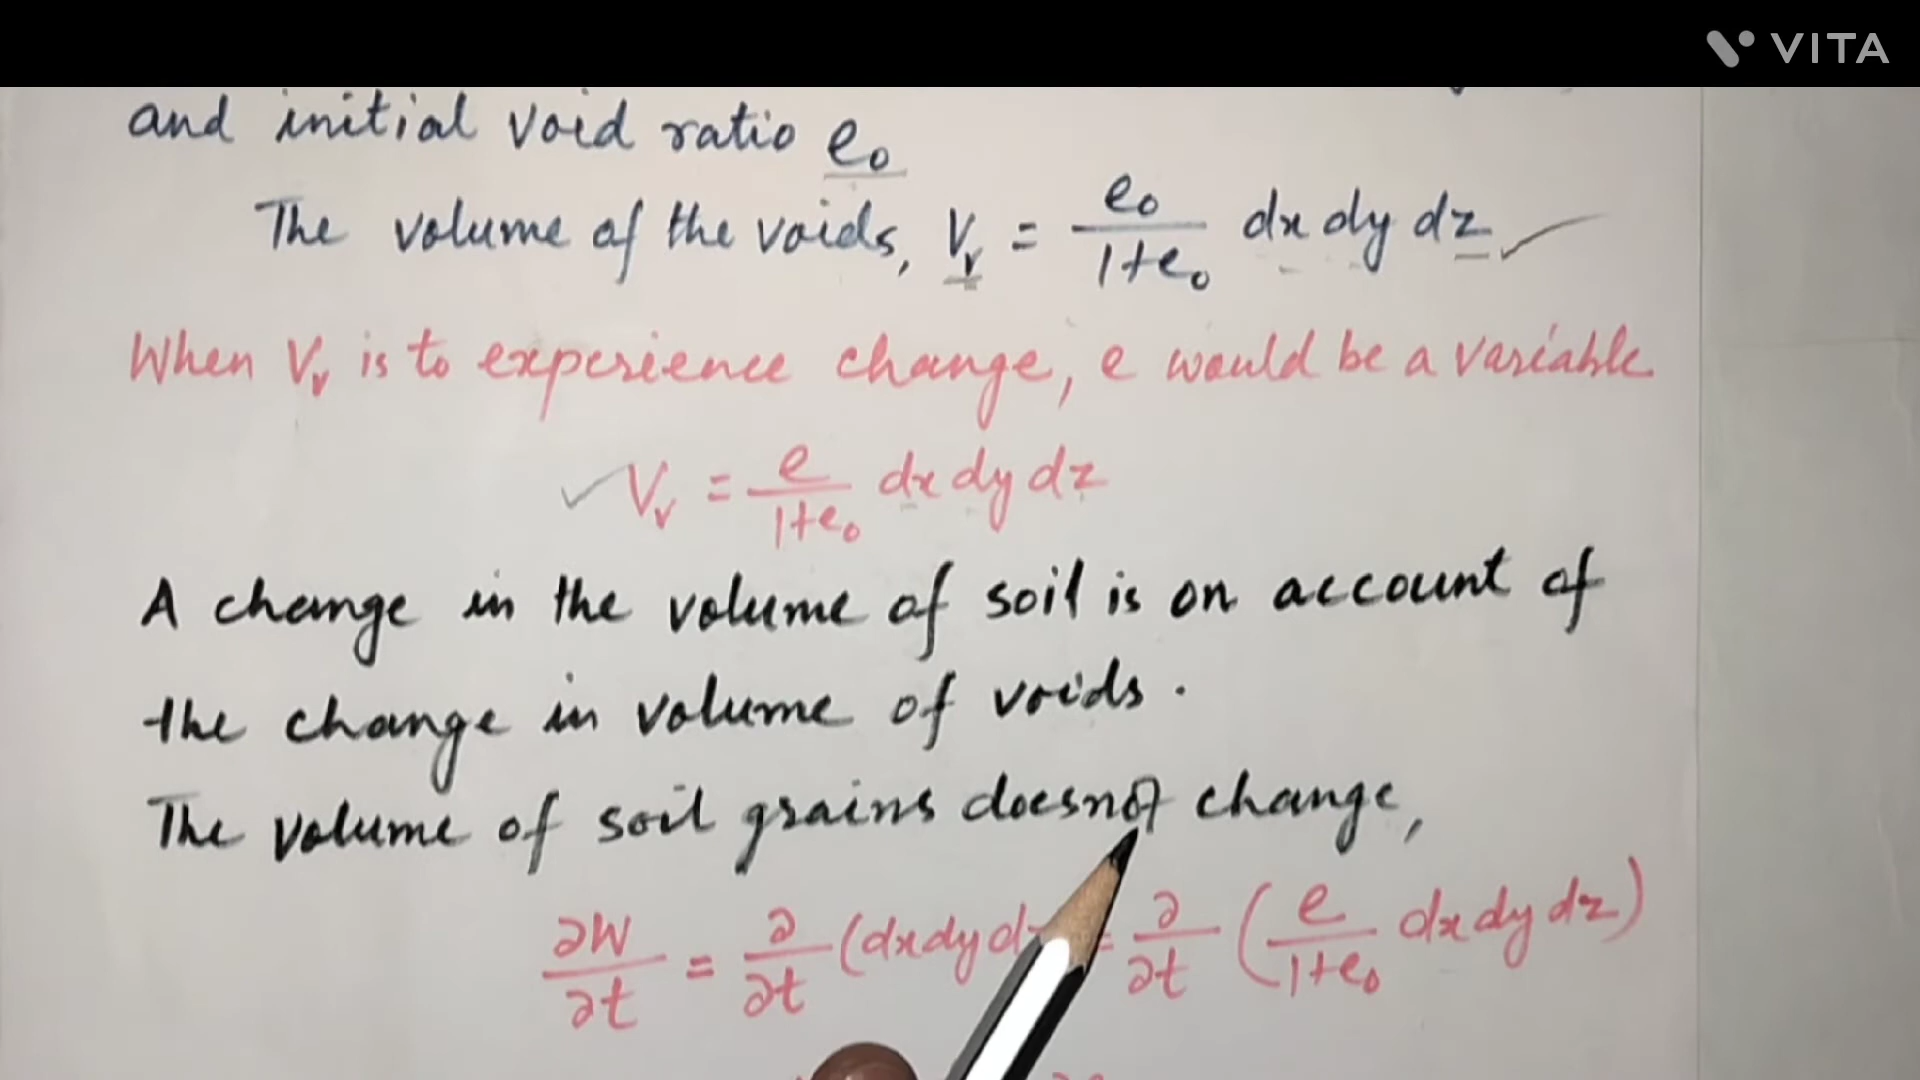 VITA
and initial void ratio e₀
The volume of the voids, Vᵥ = e₀/(1+e₀) dx dy dz
When Vᵥ is to experience change, e would be a variable
Vᵥ = e/(1+e₀) dx dy dz
A change in the volume of soil is on account of
the change in volume of voids.
The volume of soil grains doesnot change,
∂W/∂t = ∂/∂t (dx dy d = ∂/∂t (e/(1+e₀) dx dy dz)